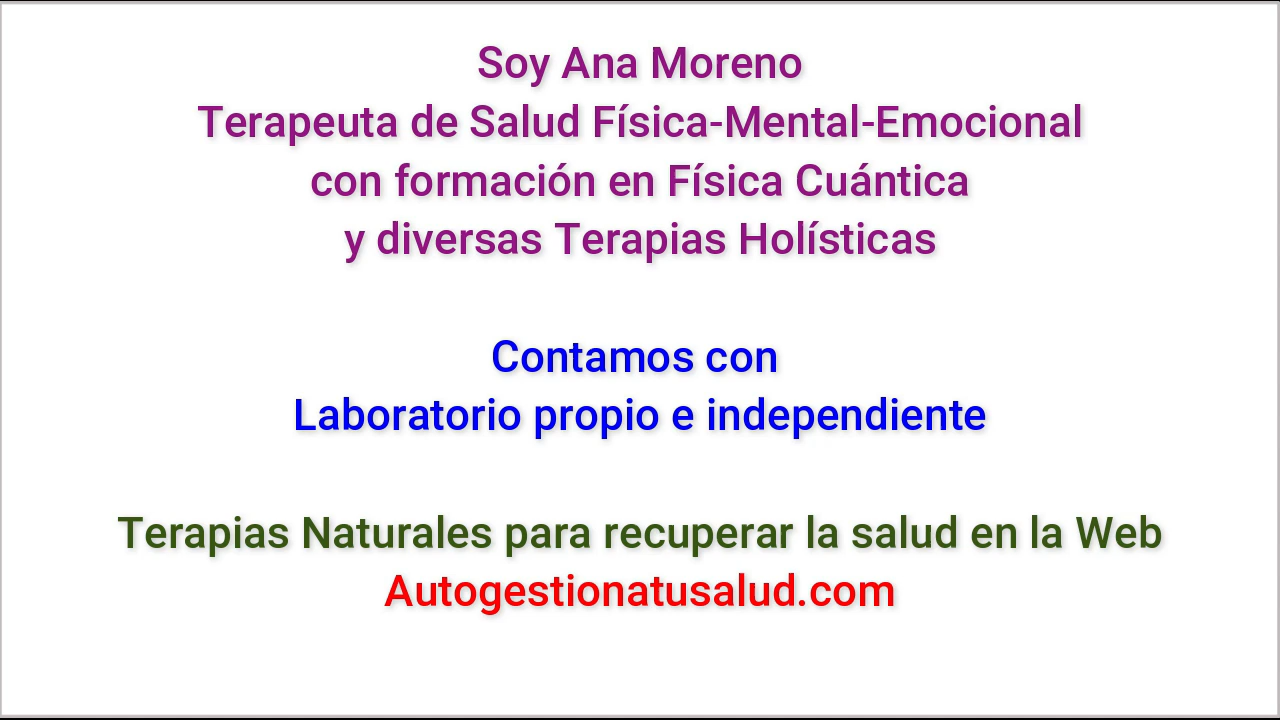 Soy Ana Moreno
Terapeuta de Salud Física-Mental-Emocional
con formación en Física Cuántica
y diversas Terapias Holísticas
Contamos con
Laboratorio propio e independiente
Terapias Naturales para recuperar la salud en la Web
Autogestionatusalud.com